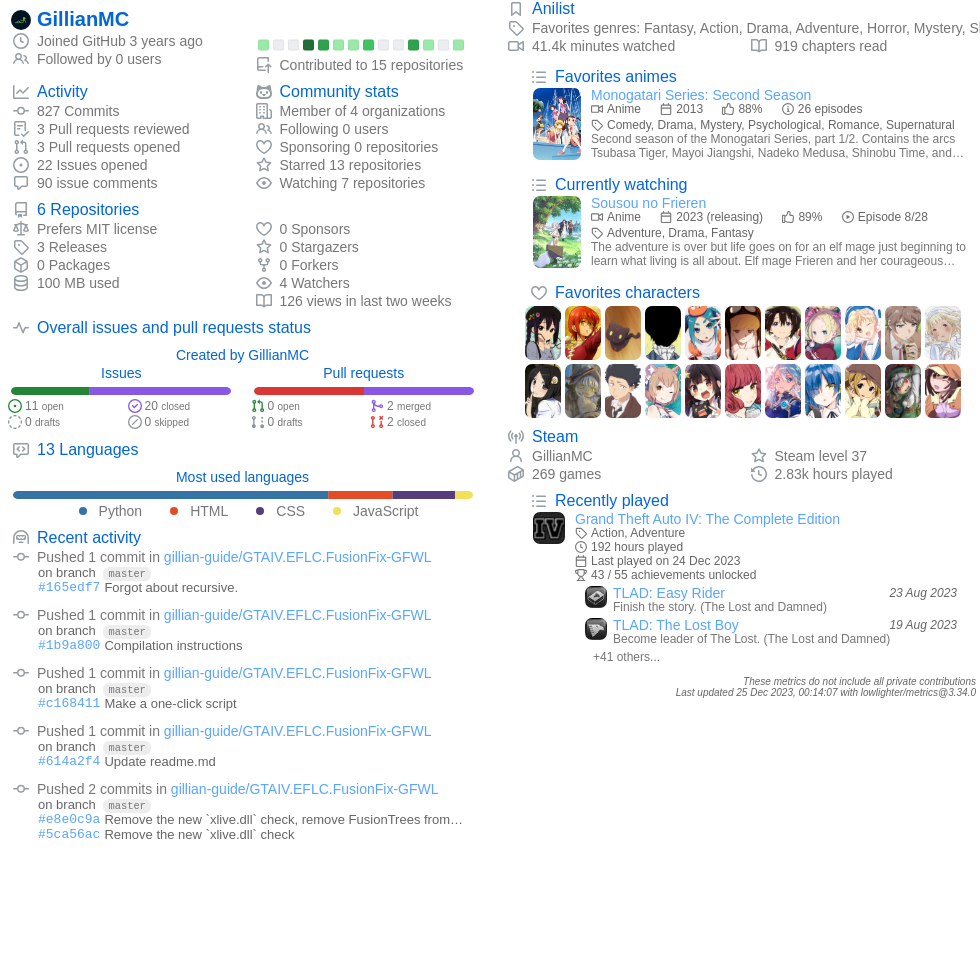 GillianMC
Joined GitHub 3 years ago
Followed by 0 users
Contributed to 15 repositories
Activity
827 Commits
3 Pull requests reviewed
3 Pull requests opened
22 Issues opened
90 issue comments
Community stats
Member of 4 organizations
Following 0 users
Sponsoring 0 repositories
Starred 13 repositories
Watching 7 repositories
6 Repositories
Prefers MIT license
3 Releases
0 Packages
100 MB used
0 Sponsors
0 Stargazers
0 Forkers
4 Watchers
126 views in last two weeks
Overall issues and pull requests status
Created by GillianMC
Issues
11 open
20 closed
0 drafts
0 skipped
Pull requests
0 open
2 merged
0 drafts
2 closed
13 Languages
Most used languages
Python HTML CSS JavaScript
Recent activity
Pushed 1 commit in gillian-guide/GTAIV.EFLC.FusionFix-GFWL
on branch master
#165edf7 Forgot about recursive.
Pushed 1 commit in gillian-guide/GTAIV.EFLC.FusionFix-GFWL
on branch master
#1b9a800 Compilation instructions
Pushed 1 commit in gillian-guide/GTAIV.EFLC.FusionFix-GFWL
on branch master
#c168411 Make a one-click script
Pushed 1 commit in gillian-guide/GTAIV.EFLC.FusionFix-GFWL
on branch master
#614a2f4 Update readme.md
Pushed 2 commits in gillian-guide/GTAIV.EFLC.FusionFix-GFWL
on branch master
#e8e0c9a Remove the new `xlive.dll` check, remove FusionTrees from…
#5ca56ac Remove the new `xlive.dll` check
Anilist
Favorites genres: Fantasy, Action, Drama, Adventure, Horror, Mystery, Sl
41.4k minutes watched
919 chapters read
Favorites animes
Monogatari Series: Second Season
Anime 2013 88% 26 episodes
Comedy, Drama, Mystery, Psychological, Romance, Supernatural
Second season of the Monogatari Series, part 1/2. Contains the arcs
Tsubasa Tiger, Mayoi Jiangshi, Nadeko Medusa, Shinobu Time, and…
Currently watching
Sousou no Frieren
Anime 2023 (releasing) 89% Episode 8/28
Adventure, Drama, Fantasy
The adventure is over but life goes on for an elf mage just beginning to
learn what living is all about. Elf mage Frieren and her courageous…
Favorites characters
Steam
GillianMC
269 games
Steam level 37
2.83k hours played
Recently played
IV
Grand Theft Auto IV: The Complete Edition
Action, Adventure
192 hours played
Last played on 24 Dec 2023
43 / 55 achievements unlocked
TLAD: Easy Rider 23 Aug 2023
Finish the story. (The Lost and Damned)
TLAD: The Lost Boy 19 Aug 2023
Become leader of The Lost. (The Lost and Damned)
+41 others...
These metrics do not include all private contributions
Last updated 25 Dec 2023, 00:14:07 with lowlighter/metrics@3.34.0